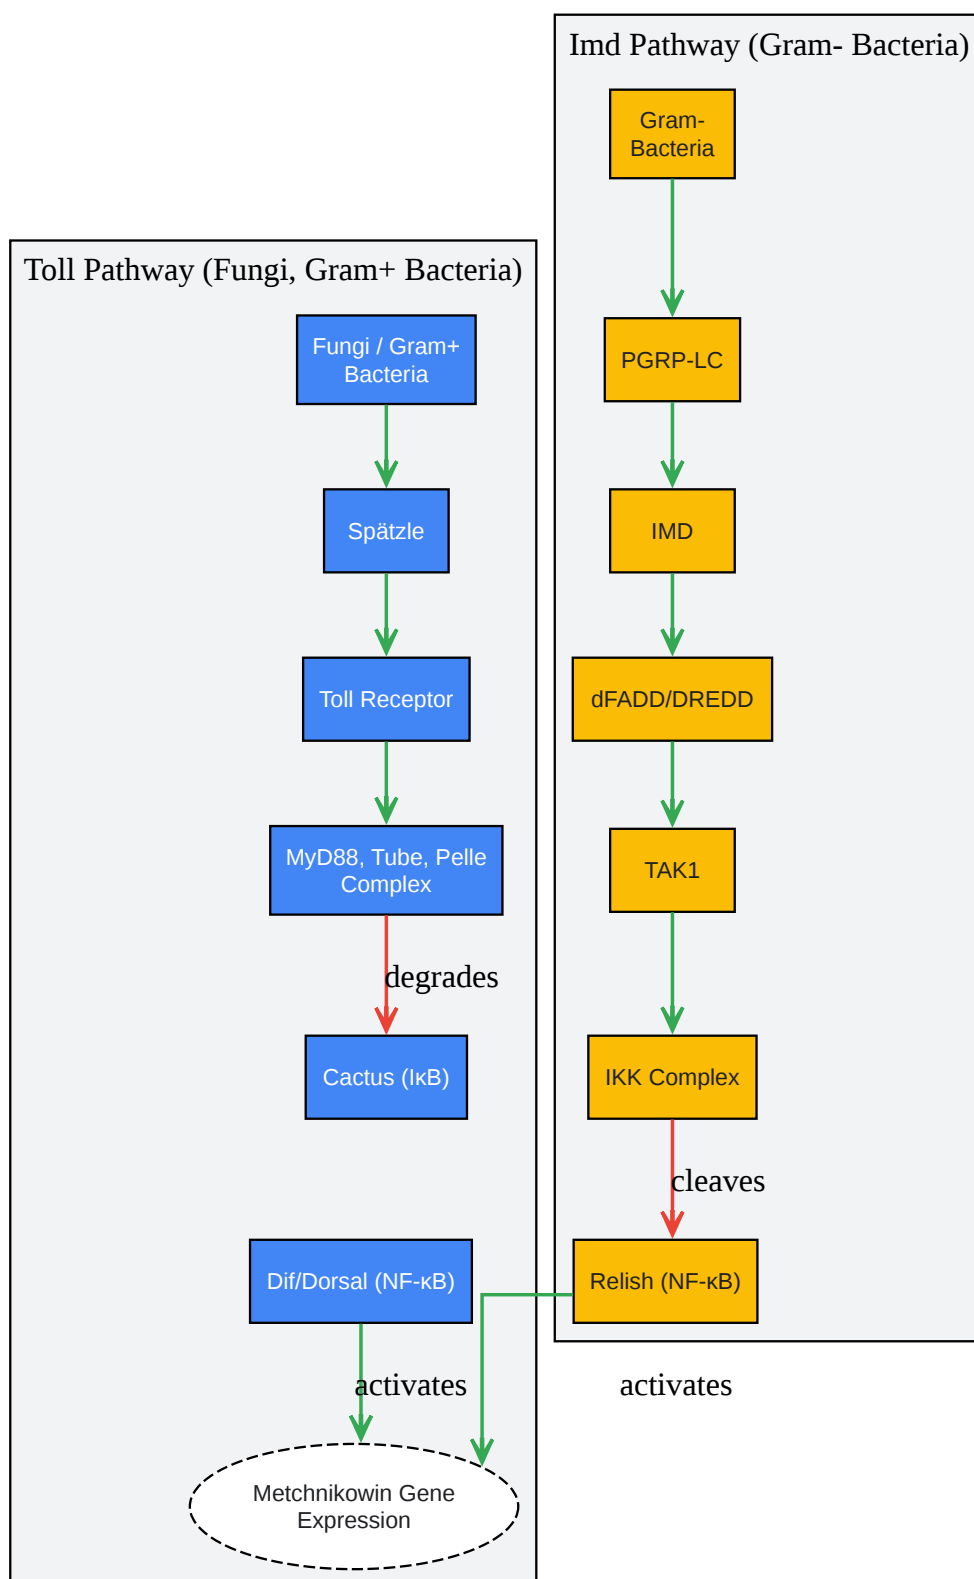 Imd Pathway (Gram- Bacteria)
Gram-
Bacteria
PGRP-LC
IMD
dFADD/DREDD
TAK1
IKK Complex
cleaves
Relish (NF-κB)
activates
Toll Pathway (Fungi, Gram+ Bacteria)
Fungi / Gram+
Bacteria
Spätzle
Toll Receptor
MyD88, Tube, Pelle
Complex
degrades
Cactus (IκB)
Dif/Dorsal (NF-κB)
activates
Metchnikowin Gene
Expression